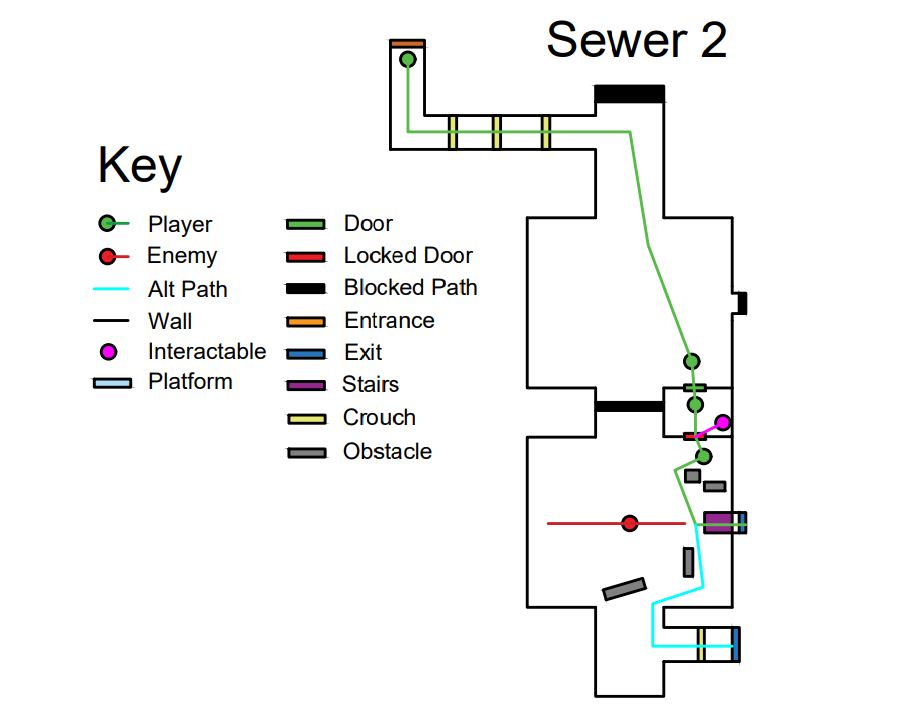 Sewer 2
Key
Player
Enemy
Alt Path
Wall
Interactable
Platform
Door
Locked Door
Blocked Path
Entrance
Exit
Stairs
Crouch
Obstacle